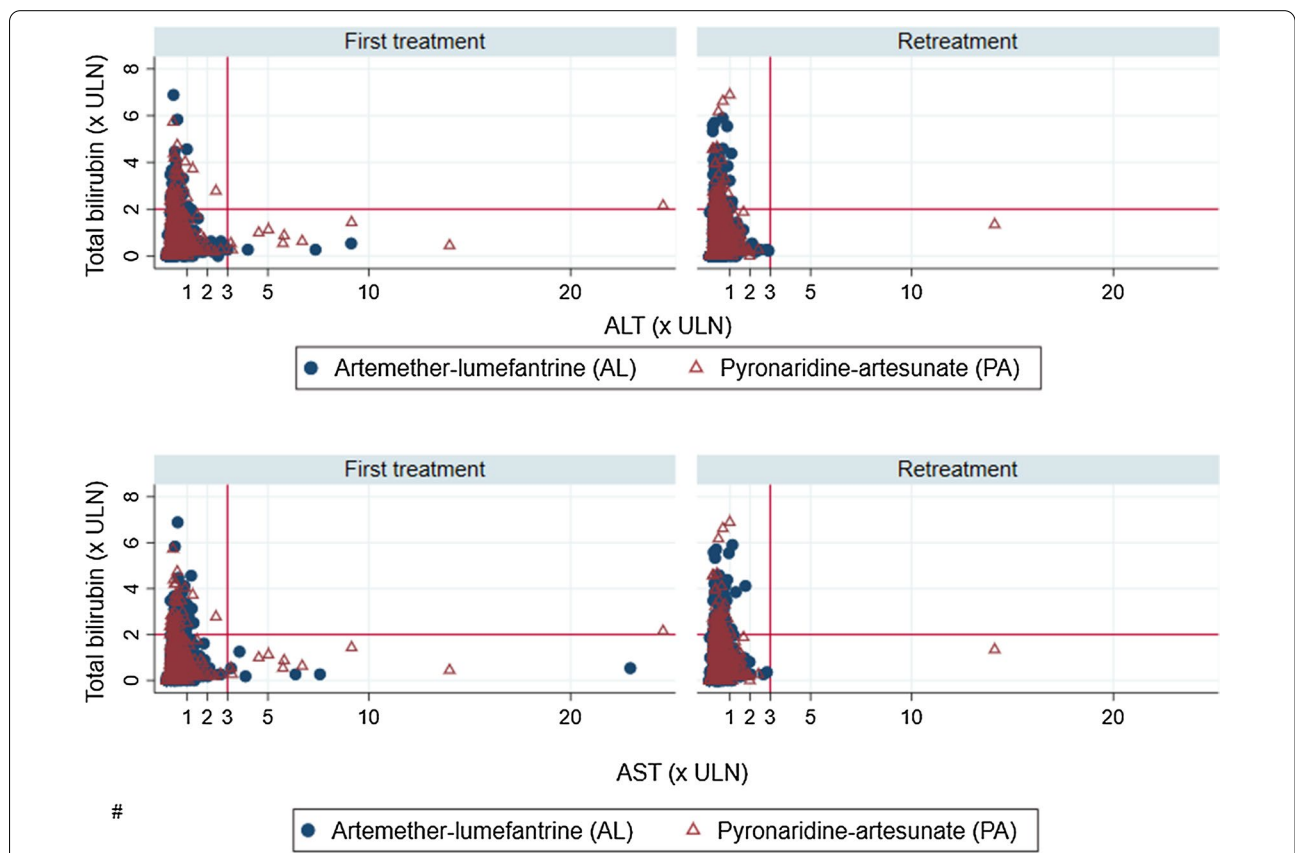 First treatment Retreatment
8
6
4
2
0
Total bilirubin (x ULN)
1 2 3 5 10 20 1 2 3 5 10 20
ALT (x ULN)
Artemether-lumefantrine (AL) Pyronaridine-artesunate (PA)
First treatment Retreatment
8
6
4
2
0
Total bilirubin (x ULN)
1 2 3 5 10 20 1 2 3 5 10 20
AST (x ULN)
#
Artemether-lumefantrine (AL) Pyronaridine-artesunate (PA)